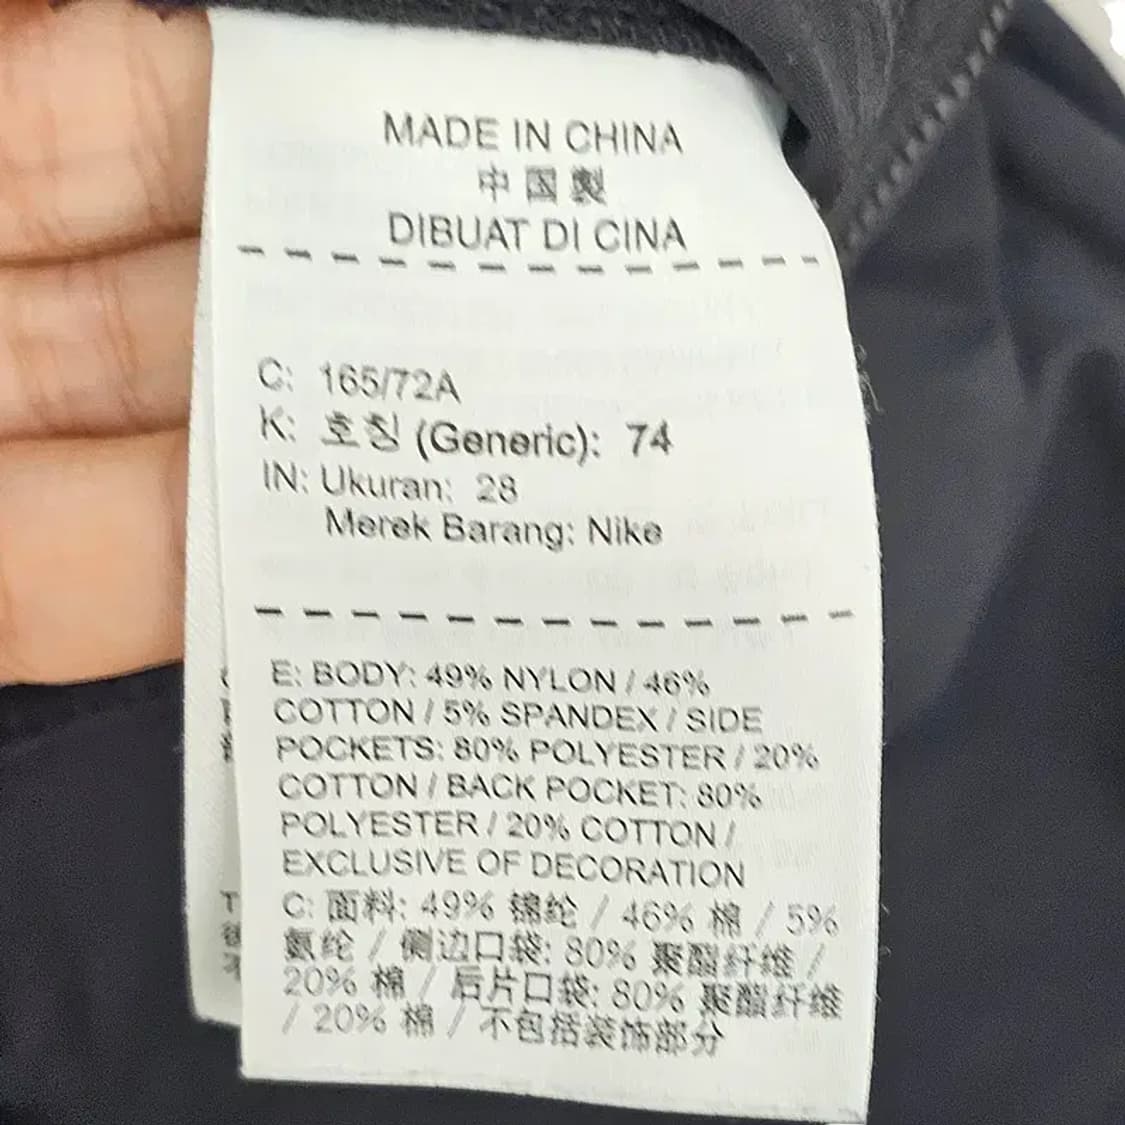 MADE IN CHINA
中国製
DIBUAT DI CINA
C: 165/72A
K: 호칭 (Generic): 74
IN: Ukuran: 28
Merek Barang: Nike
E: BODY: 49% NYLON / 46%
COTTON / 5% SPANDEX / SIDE
POCKETS: 80% POLYESTER / 20%
COTTON / BACK POCKET: 80%
POLYESTER / 20% COTTON /
EXCLUSIVE OF DECORATION
C: 面料: 49% 锦纶 / 46% 棉 / 5%
氨纶 / 侧边口袋: 80% 聚酯纤维 /
20% 棉 / 后片口袋: 80% 聚酯纤维
/ 20% 棉 / 不包括装饰部分